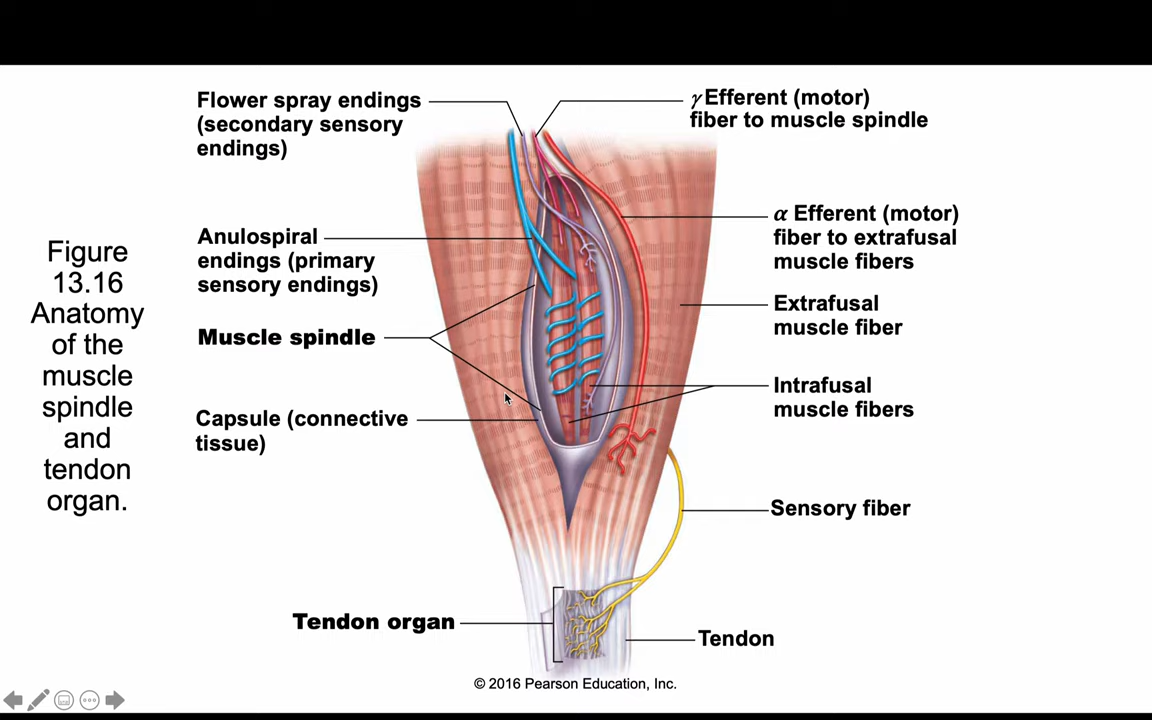 Flower spray endings
(secondary sensory
endings)
γ Efferent (motor)
fiber to muscle spindle
Figure
13.16
Anatomy
of the
muscle
spindle
and
tendon
organ.
Anulospiral
endings (primary
sensory endings)
α Efferent (motor)
fiber to extrafusal
muscle fibers
Extrafusal
muscle fiber
Muscle spindle
Intrafusal
muscle fibers
Capsule (connective
tissue)
Sensory fiber
Tendon organ
Tendon
© 2016 Pearson Education, Inc.